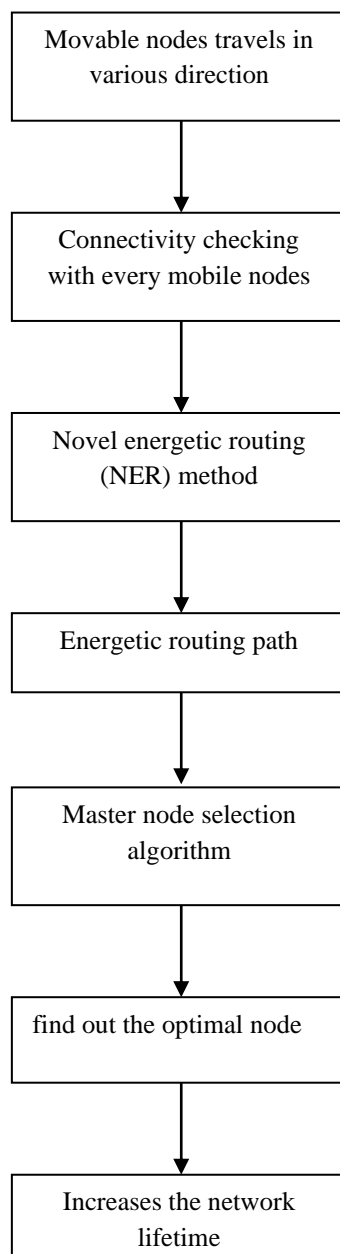 Movable nodes travels in
various direction
Connectivity checking
with every mobile nodes
Novel energetic routing
(NER) method
Energetic routing path
Master node selection
algorithm
find out the optimal node
Increases the network
lifetime